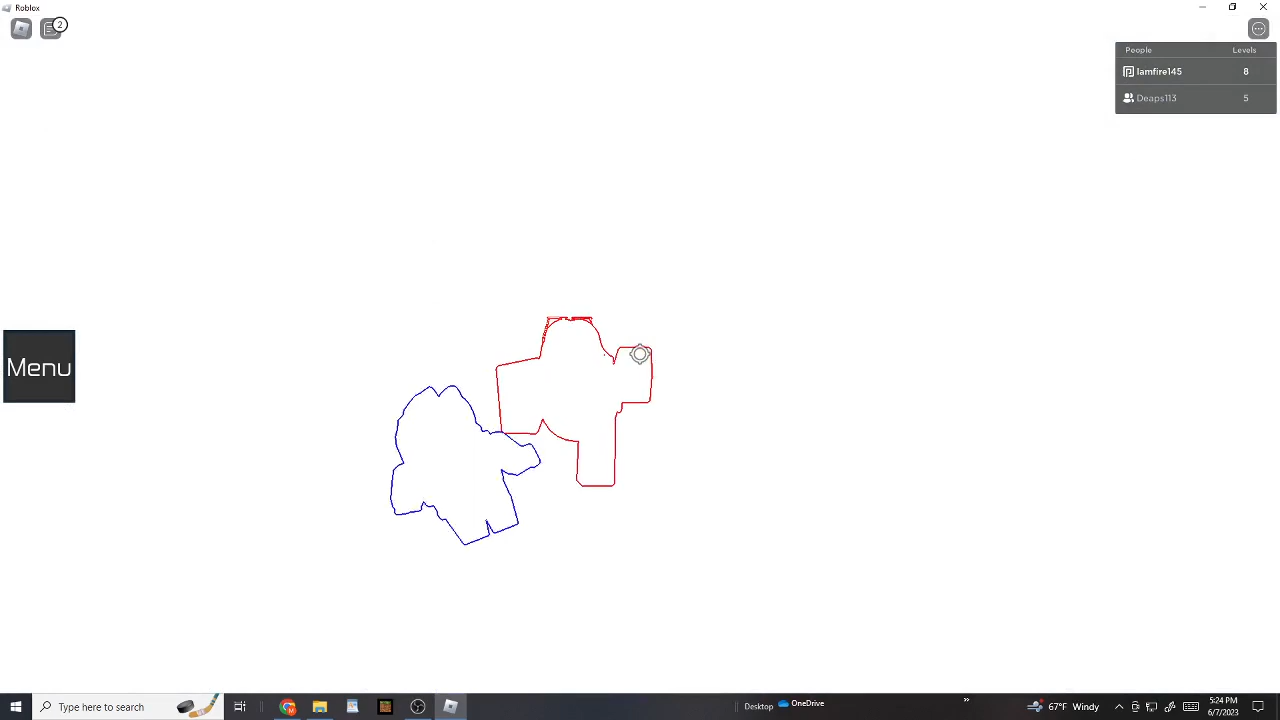 Roblox
2
People Levels
Iamfire145 8
Deaps113 5
Menu
Type here to search
Desktop
OneDrive
»
67°F Windy
5:24 PM
6/7/2023